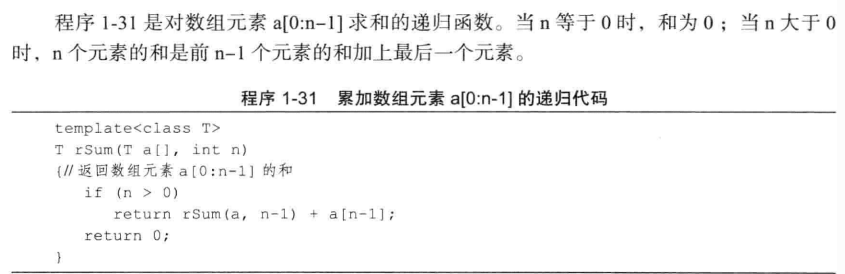 程序 1-31 是对数组元素 a[0:n-1] 求和的递归函数。当 n 等于 0 时，和为 0；当 n 大于 0
时，n 个元素的和是前 n-1 个元素的和加上最后一个元素。
程序 1-31 累加数组元素 a[0:n-1] 的递归代码
template<class T>
T rSum(T a[], int n)
{// 返回数组元素 a[0:n-1] 的和
if (n > 0)
return rSum(a, n-1) + a[n-1];
return 0;
}